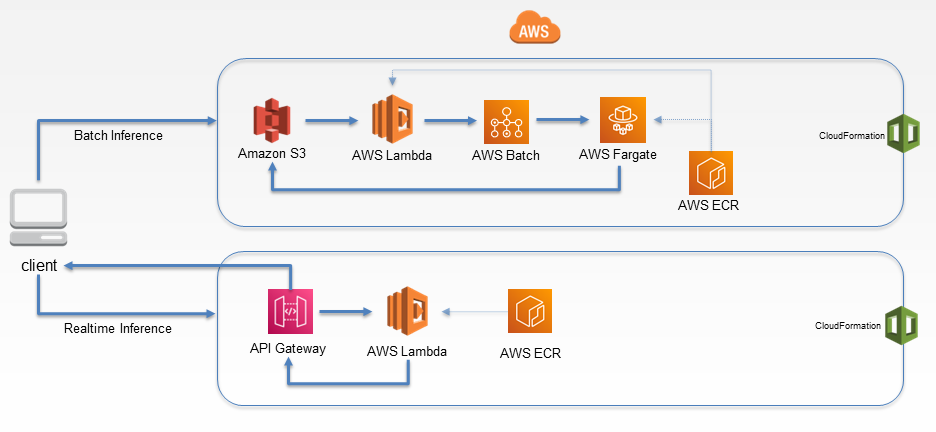 AWS
Batch Inference
Amazon S3
AWS Lambda
AWS Batch
AWS Fargate
AWS ECR
CloudFormation
client
Realtime Inference
API Gateway
AWS Lambda
AWS ECR
CloudFormation